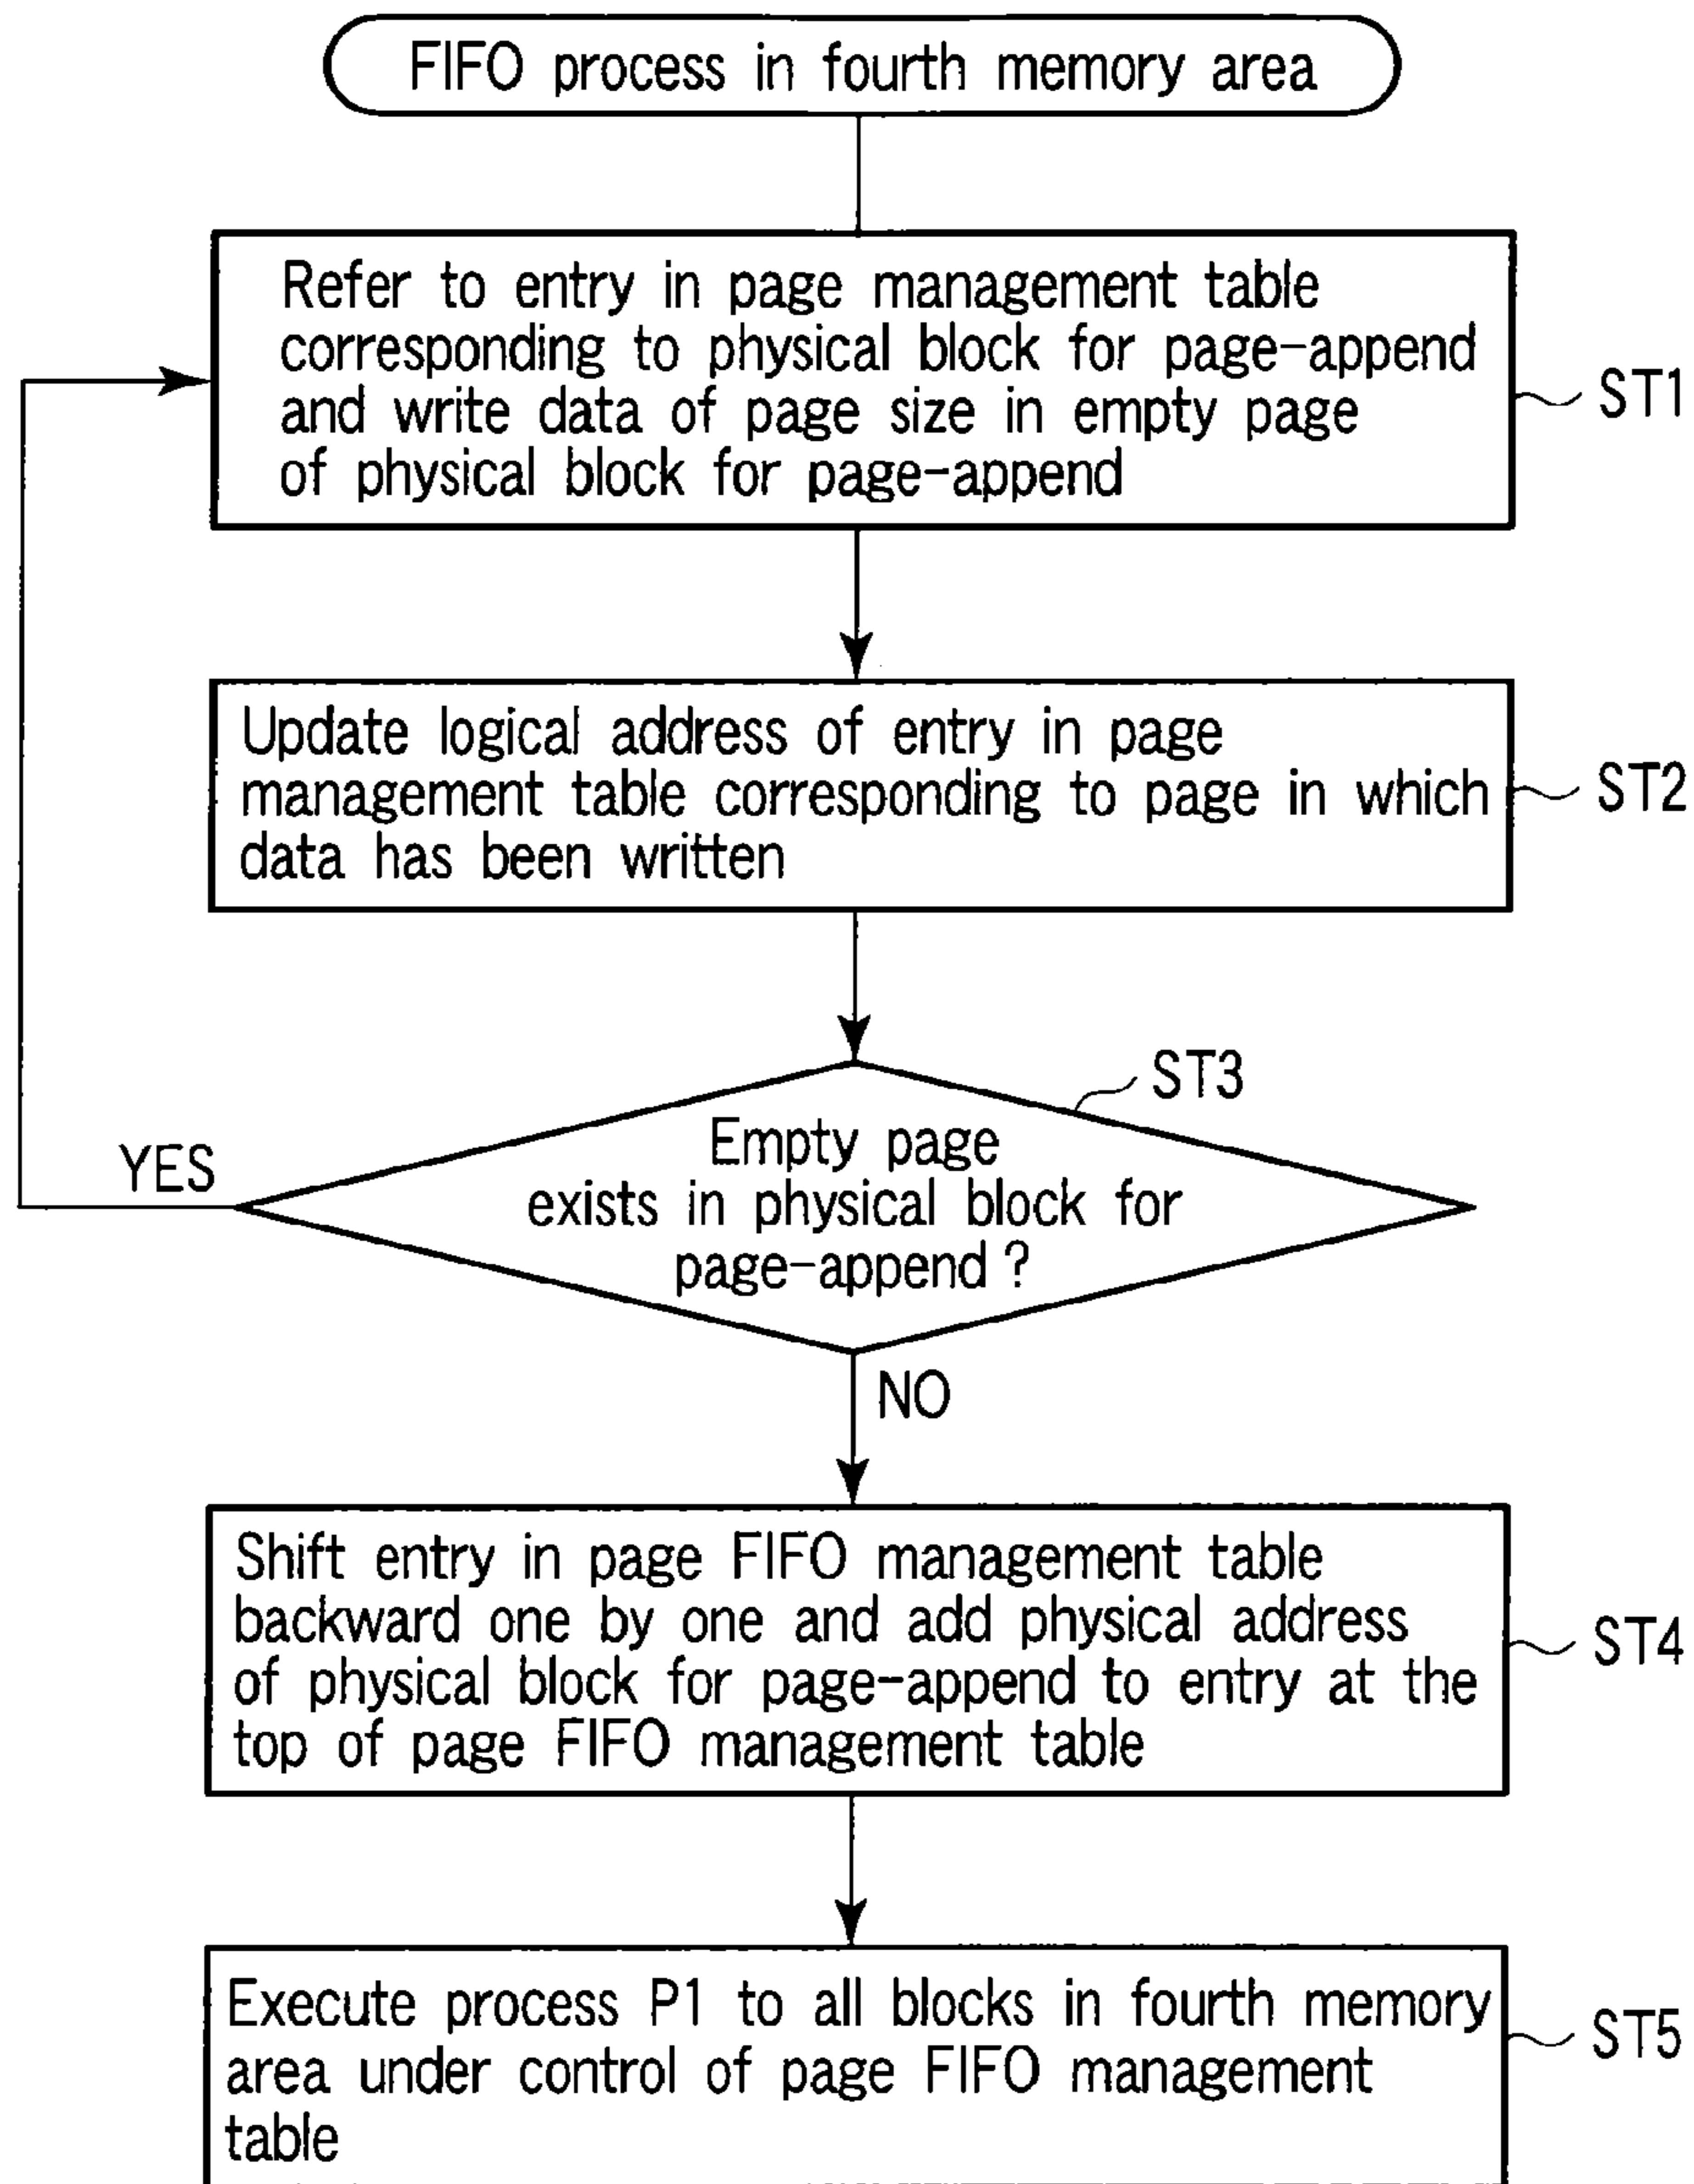 FIFO process in fourth memory area
Refer to entry in page management table
corresponding to physical block for page-append
and write data of page size in empty page
of physical block for page-append
ST1
Update logical address of entry in page
management table corresponding to page in which
data has been written
ST2
ST3
Empty page
exists in physical block for
page-append ?
YES
NO
Shift entry in page FIFO management table
backward one by one and add physical address
of physical block for page-append to entry at the
top of page FIFO management table
ST4
Execute process P1 to all blocks in fourth memory
area under control of page FIFO management
table
ST5